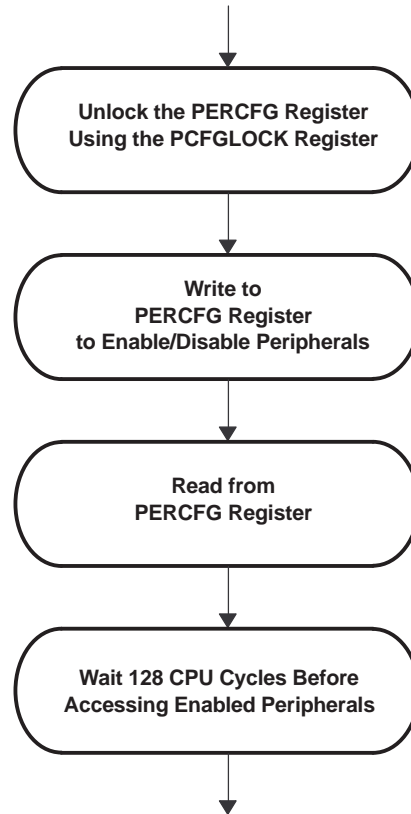 Unlock the PERCFG Register
Using the PCFGLOCK Register
Write to
PERCFG Register
to Enable/Disable Peripherals
Read from
PERCFG Register
Wait 128 CPU Cycles Before
Accessing Enabled Peripherals